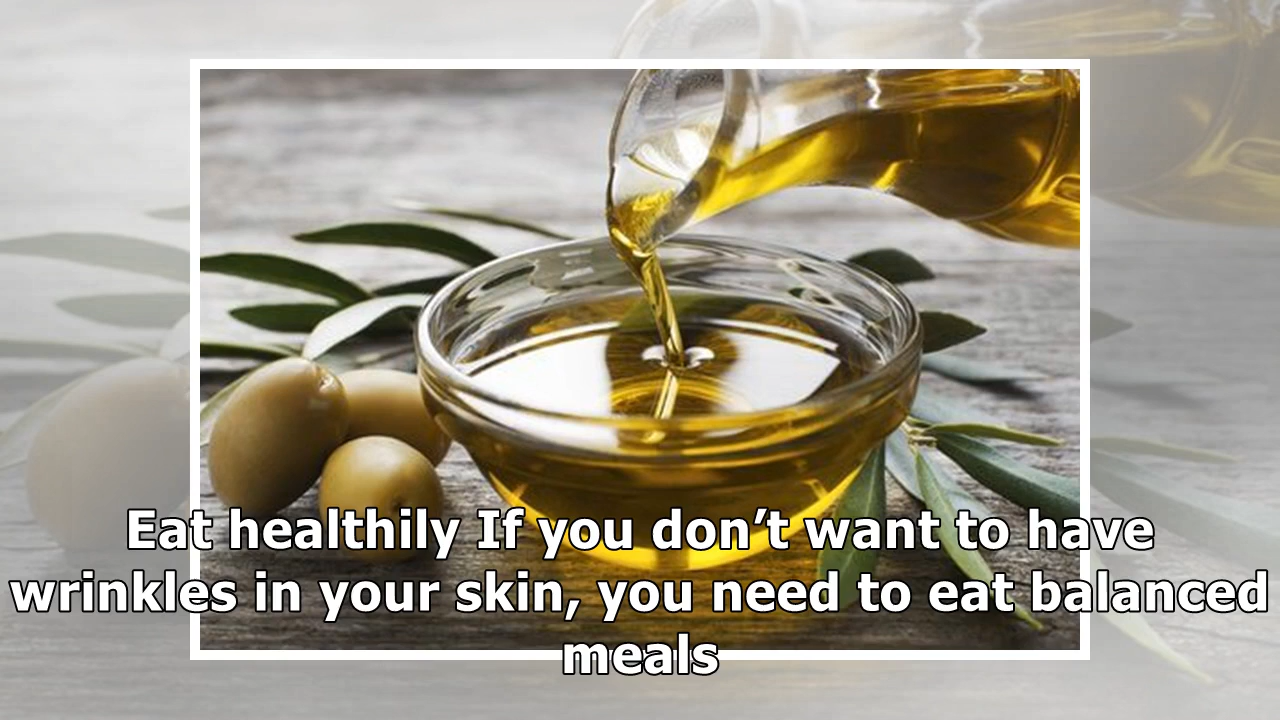 Eat healthily If you don’t want to have
wrinkles in your skin, you need to eat balanced
meals